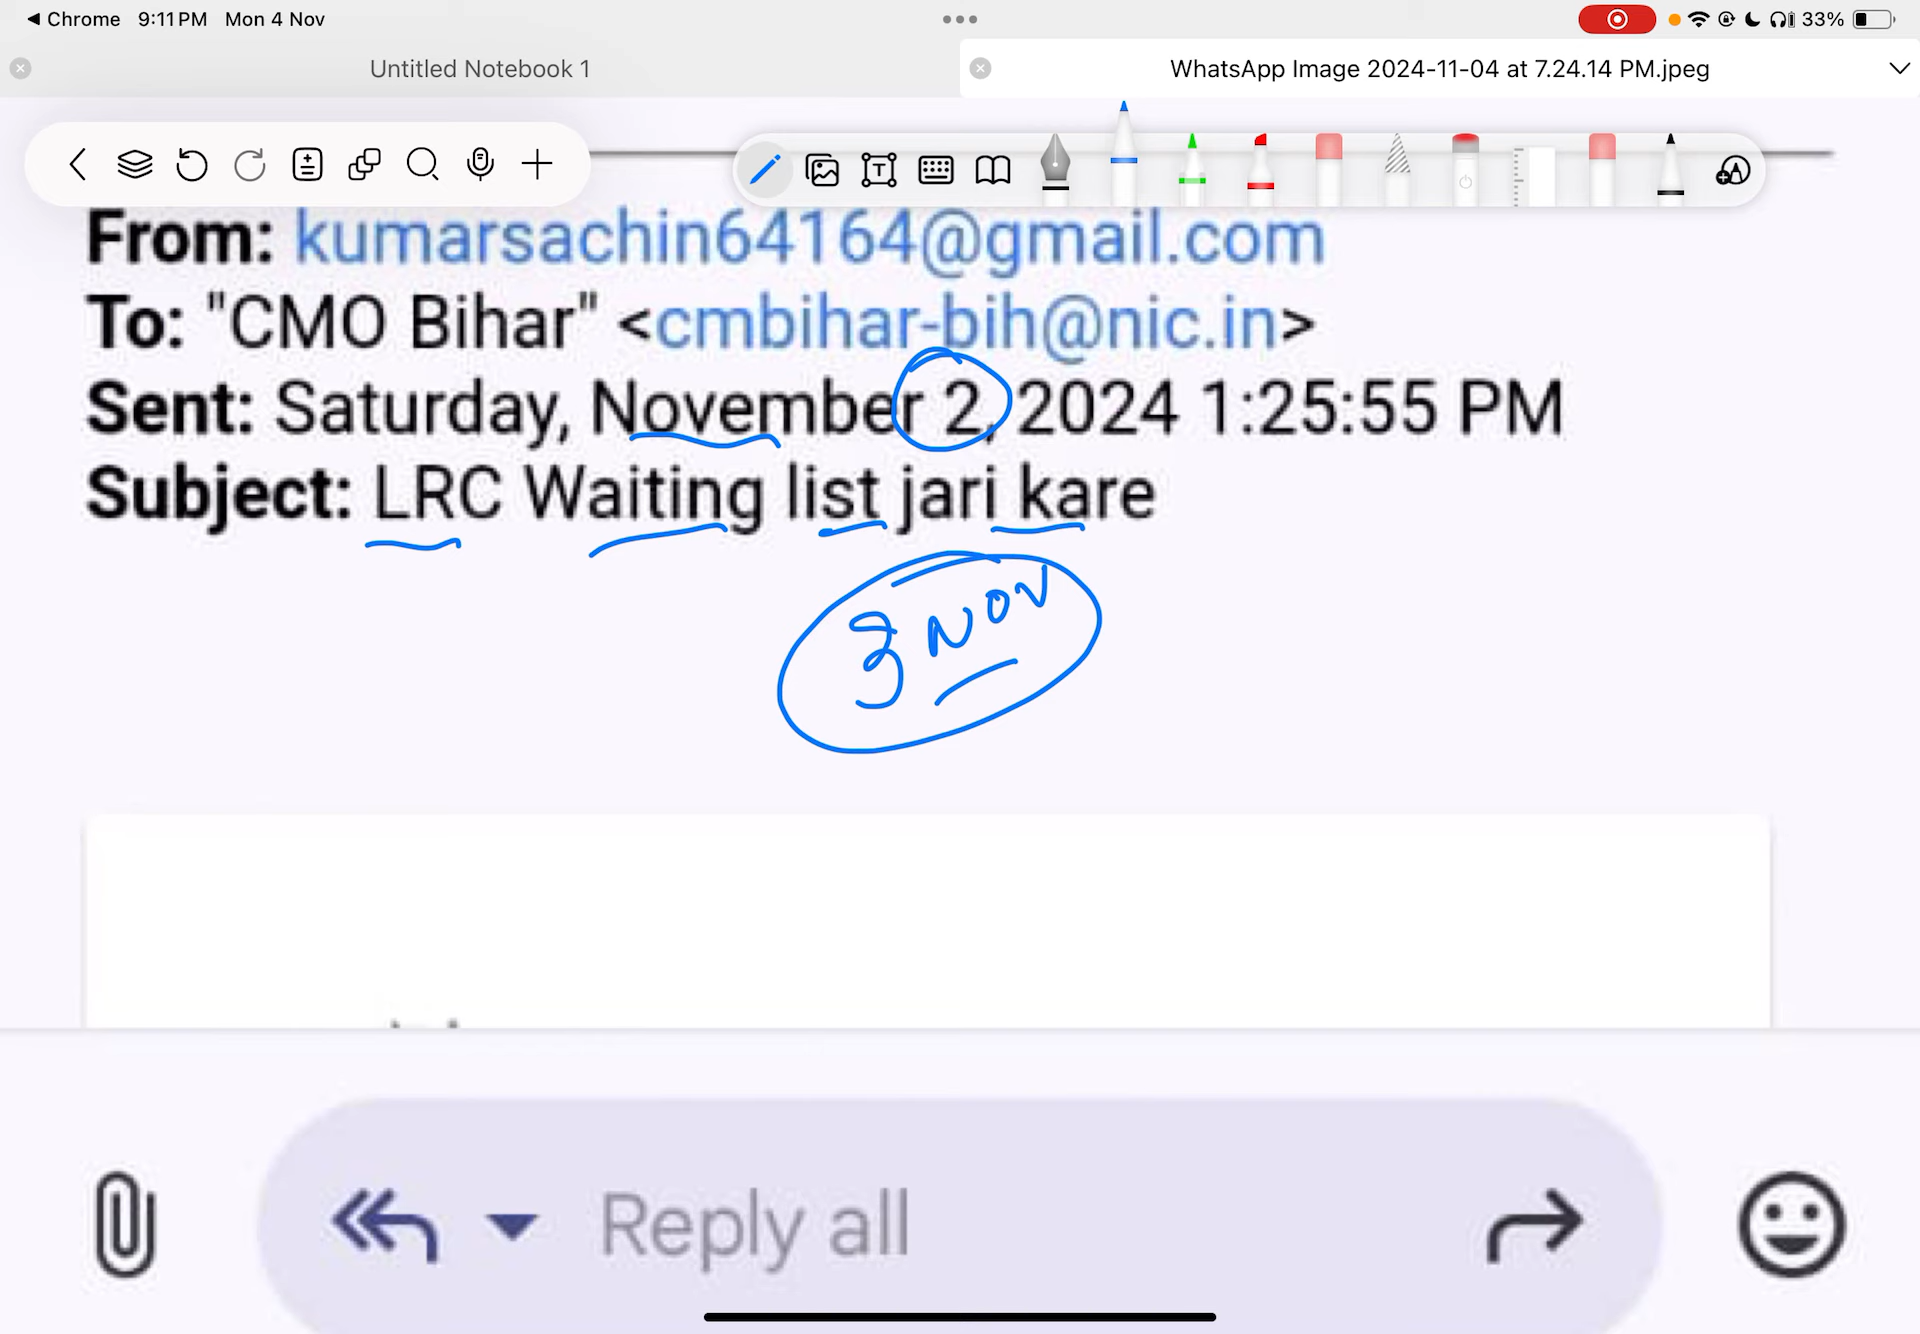 Chrome 9:11 PM Mon 4 Nov
33%
Untitled Notebook 1
WhatsApp Image 2024-11-04 at 7.24.14 PM.jpeg
From: kumarsachin64164@gmail.com
To: "CMO Bihar" <cmbihar-bih@nic.in>
Sent: Saturday, November 2, 2024 1:25:55 PM
Subject: LRC Waiting list jari kare
3 NOV
Reply all